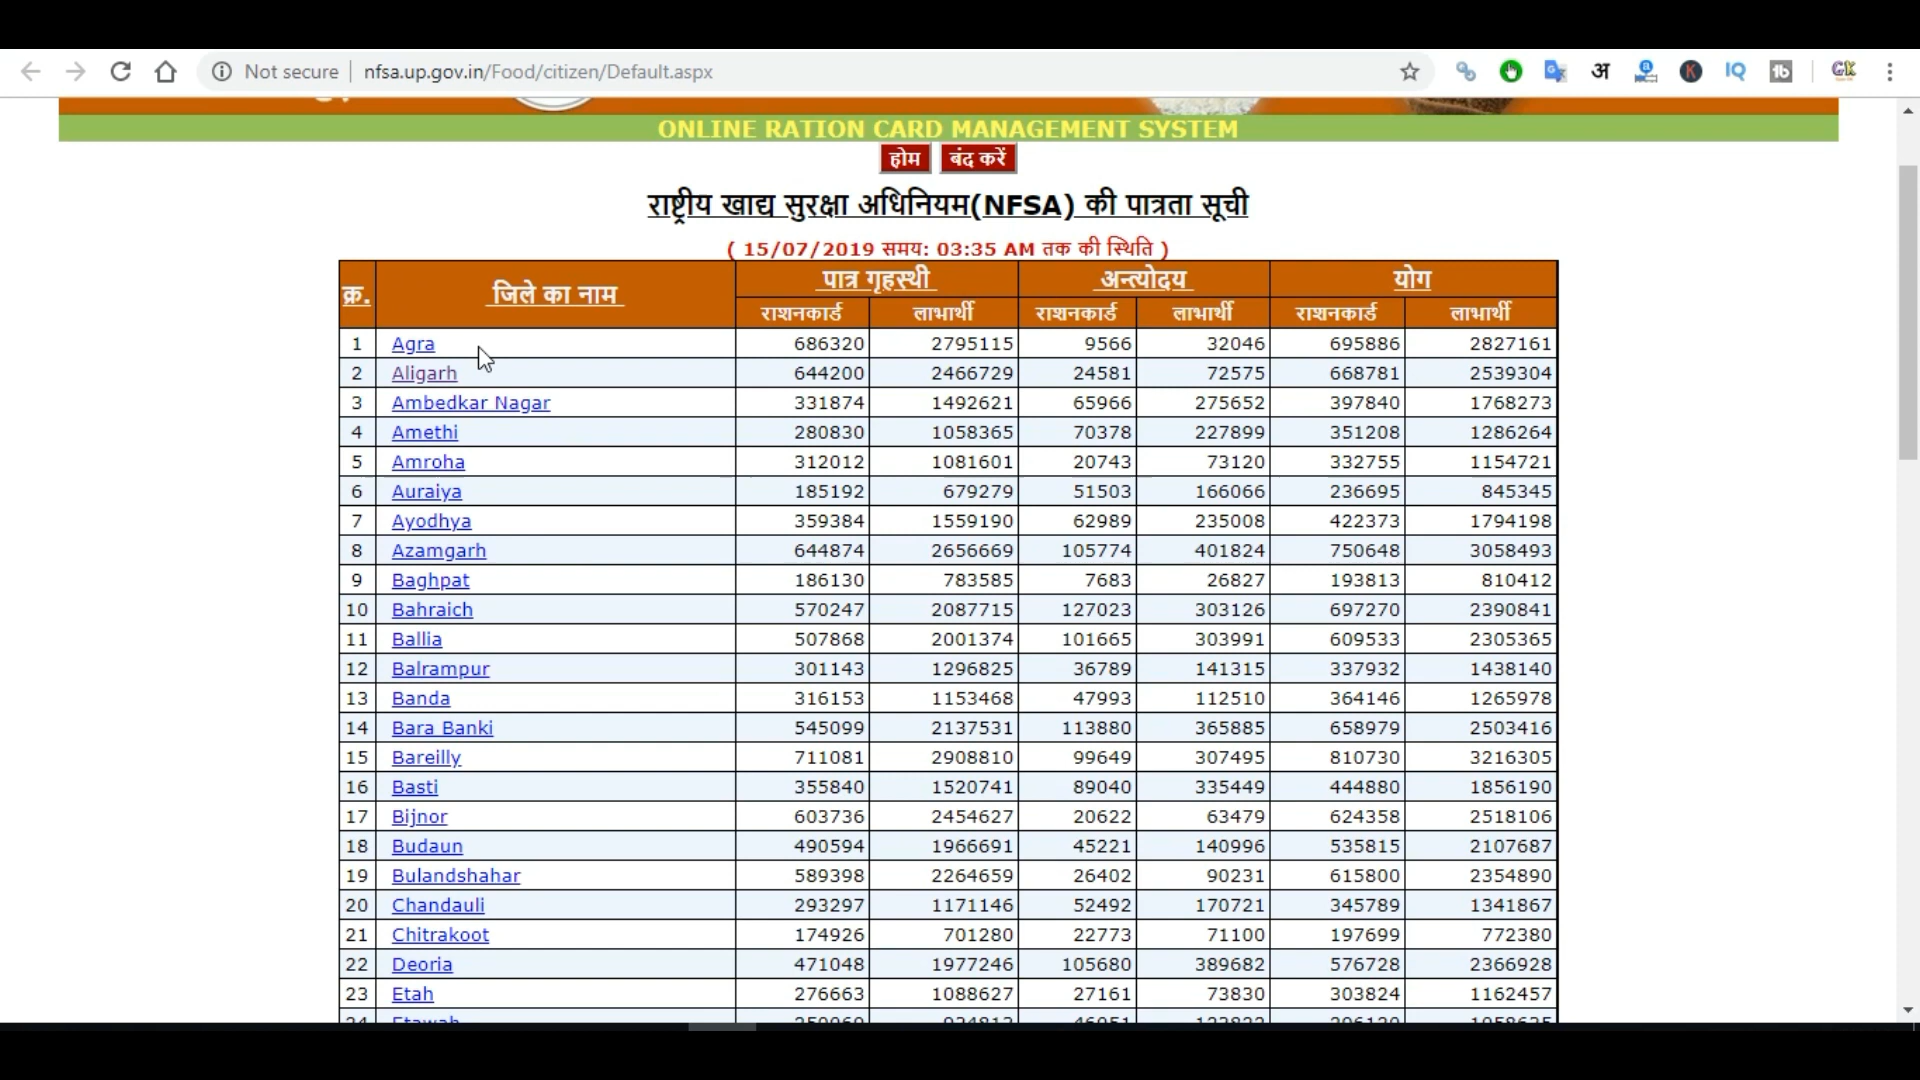 Not secure | nfsa.up.gov.in/Food/citizen/Default.aspx
ONLINE RATION CARD MANAGEMENT SYSTEM
होम बंद करें
राष्ट्रीय खाद्य सुरक्षा अधिनियम(NFSA) की पात्रता सूची
( 15/07/2019 समय: 03:35 AM तक की स्थिति )
क्र. जिले का नाम पात्र गृहस्थी अन्त्योदय योग
राशनकार्ड लाभार्थी राशनकार्ड लाभार्थी राशनकार्ड लाभार्थी
1 Agra 686320 2795115 9566 32046 695886 2827161
2 Aligarh 644200 2466729 24581 72575 668781 2539304
3 Ambedkar Nagar 331874 1492621 65966 275652 397840 1768273
4 Amethi 280830 1058365 70378 227899 351208 1286264
5 Amroha 312012 1081601 20743 73120 332755 1154721
6 Auraiya 185192 679279 51503 166066 236695 845345
7 Ayodhya 359384 1559190 62989 235008 422373 1794198
8 Azamgarh 644874 2656669 105774 401824 750648 3058493
9 Baghpat 186130 783585 7683 26827 193813 810412
10 Bahraich 570247 2087715 127023 303126 697270 2390841
11 Ballia 507868 2001374 101665 303991 609533 2305365
12 Balrampur 301143 1296825 36789 141315 337932 1438140
13 Banda 316153 1153468 47993 112510 364146 1265978
14 Bara Banki 545099 2137531 113880 365885 658979 2503416
15 Bareilly 711081 2908810 99649 307495 810730 3216305
16 Basti 355840 1520741 89040 335449 444880 1856190
17 Bijnor 603736 2454627 20622 63479 624358 2518106
18 Budaun 490594 1966691 45221 140996 535815 2107687
19 Bulandshahar 589398 2264659 26402 90231 615800 2354890
20 Chandauli 293297 1171146 52492 170721 345789 1341867
21 Chitrakoot 174926 701280 22773 71100 197699 772380
22 Deoria 471048 1977246 105680 389682 576728 2366928
23 Etah 276663 1088627 27161 73830 303824 1162457
24 Etawah